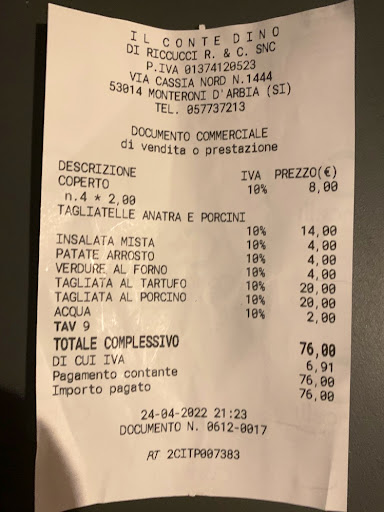 IL CONTE DINO
DI RICCUCCI R. & C. SNC
P.IVA 01374120523
VIA CASSIA NORD N.1444
53014 MONTERONI D'ARBIA (SI)
TEL. 057737213
DOCUMENTO COMMERCIALE
di vendita o prestazione
DESCRIZIONE IVA PREZZO(€)
COPERTO 10% 8,00
n.4 * 2,00
TAGLIATELLE ANATRA E PORCINI
10% 14,00
INSALATA MISTA 10% 4,00
PATATE ARROSTO 10% 4,00
VERDURE AL FORNO 10% 4,00
TAGLIATA AL TARTUFO 10% 20,00
TAGLIATA AL PORCINO 10% 20,00
ACQUA 10% 2,00
TAV 9
TOTALE COMPLESSIVO 76,00
DI CUI IVA 6,91
Pagamento contante 76,00
Importo pagato 76,00
24-04-2022 21:23
DOCUMENTO N. 0612-0017
RT 2CITP007383